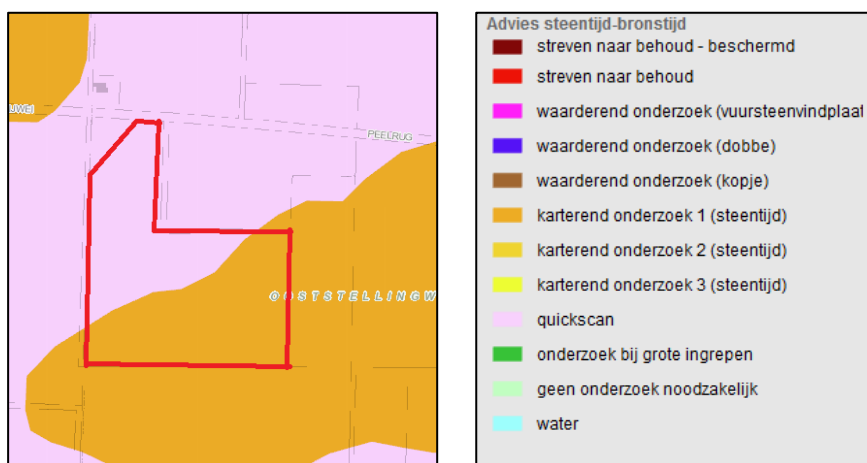 UWEI
PEELRUG
OOSTSTELLINGW
Advies steentijd-bronstijd
streven naar behoud - beschermd
streven naar behoud
waarderend onderzoek (vuursteenvindplaat
waarderend onderzoek (dobbe)
waarderend onderzoek (kopje)
karterend onderzoek 1 (steentijd)
karterend onderzoek 2 (steentijd)
karterend onderzoek 3 (steentijd)
quickscan
onderzoek bij grote ingrepen
geen onderzoek noodzakelijk
water